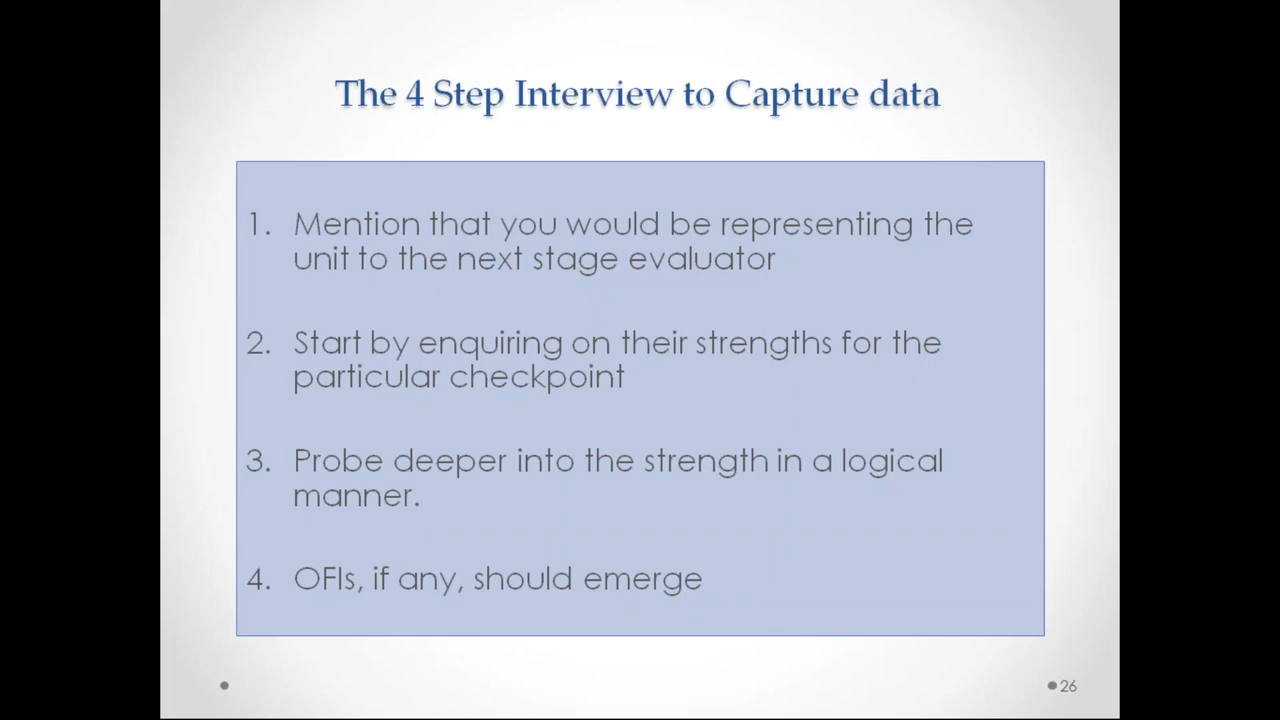 The 4 Step Interview to Capture data
1. Mention that you would be representing the
unit to the next stage evaluator
2. Start by enquiring on their strengths for the
particular checkpoint
3. Probe deeper into the strength in a logical
manner.
4. OFIs, if any, should emerge
26